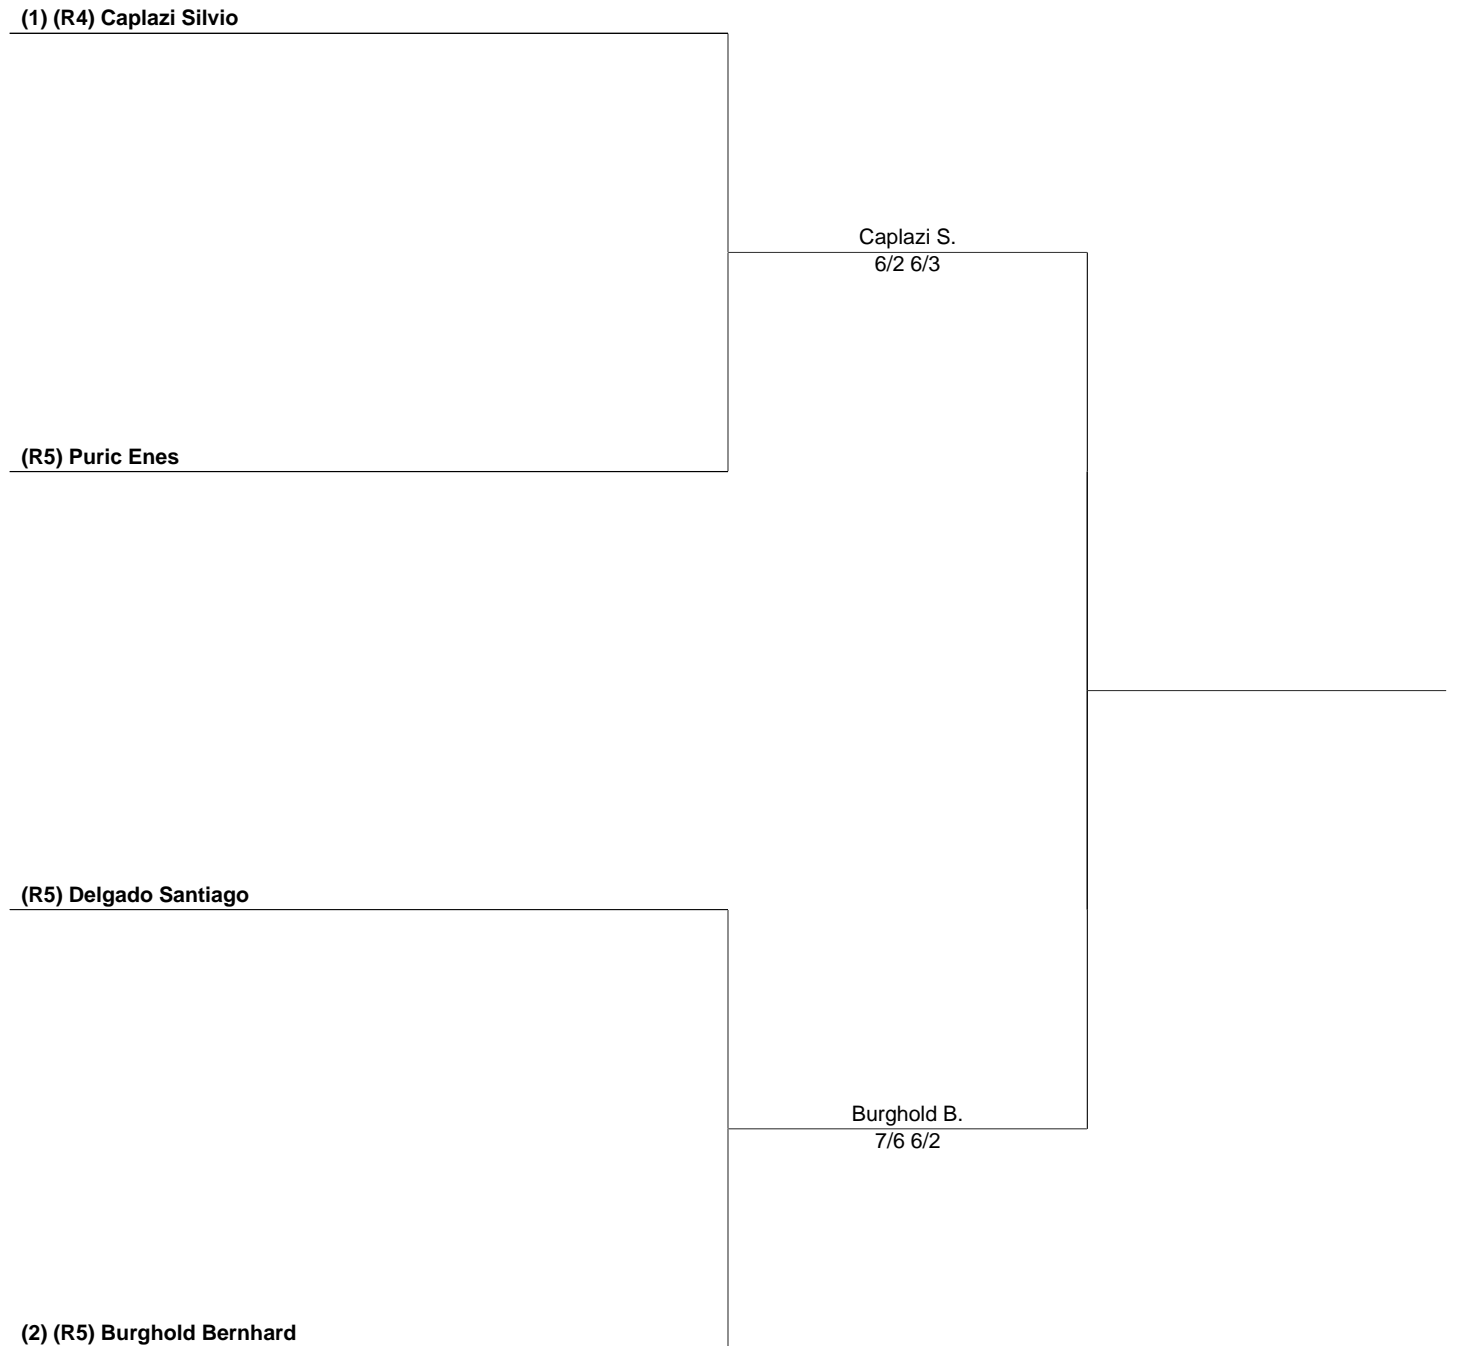 (1) (R4) Caplazi Silvio
Caplazi S.
6/2 6/3
(R5) Puric Enes
(R5) Delgado Santiago
Burghold B.
7/6 6/2
(2) (R5) Burghold Bernhard